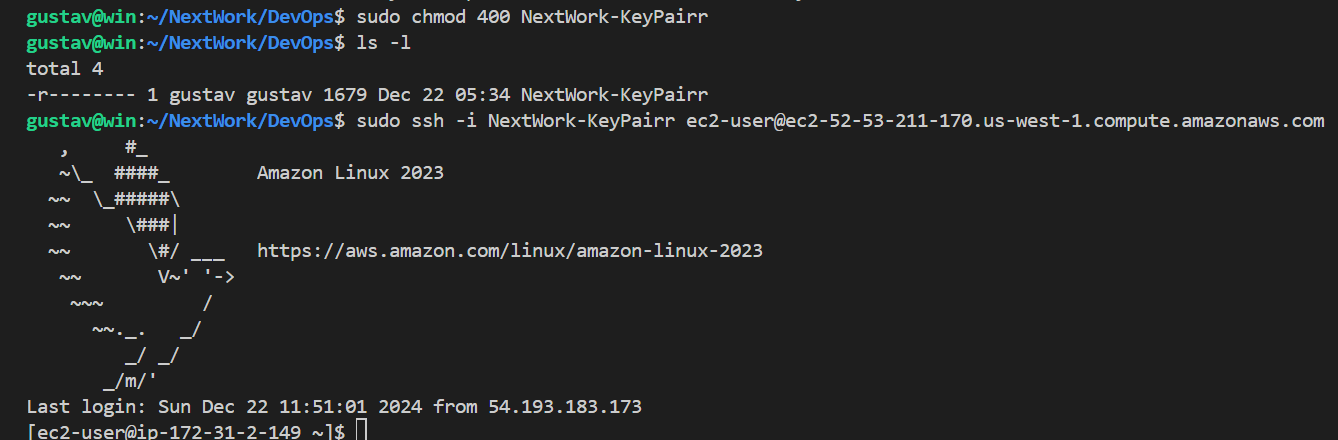 gustav@win:~/NextWork/DevOps$ sudo chmod 400 NextWork-KeyPairr
gustav@win:~/NextWork/DevOps$ ls -l
total 4
-r-------- 1 gustav gustav 1679 Dec 22 05:34 NextWork-KeyPairr
gustav@win:~/NextWork/DevOps$ sudo ssh -i NextWork-KeyPairr ec2-user@ec2-52-53-211-170.us-west-1.compute.amazonaws.com
   ,     #_
   ~\_  ####_        Amazon Linux 2023
  ~~  \_#####\
  ~~     \###|
  ~~       \#/ ___   https://aws.amazon.com/linux/amazon-linux-2023
   ~~       V~' '->
    ~~~         /
      ~~._.   _/
         _/ _/
       _/m/'
Last login: Sun Dec 22 11:51:01 2024 from 54.193.183.173
[ec2-user@ip-172-31-2-149 ~]$